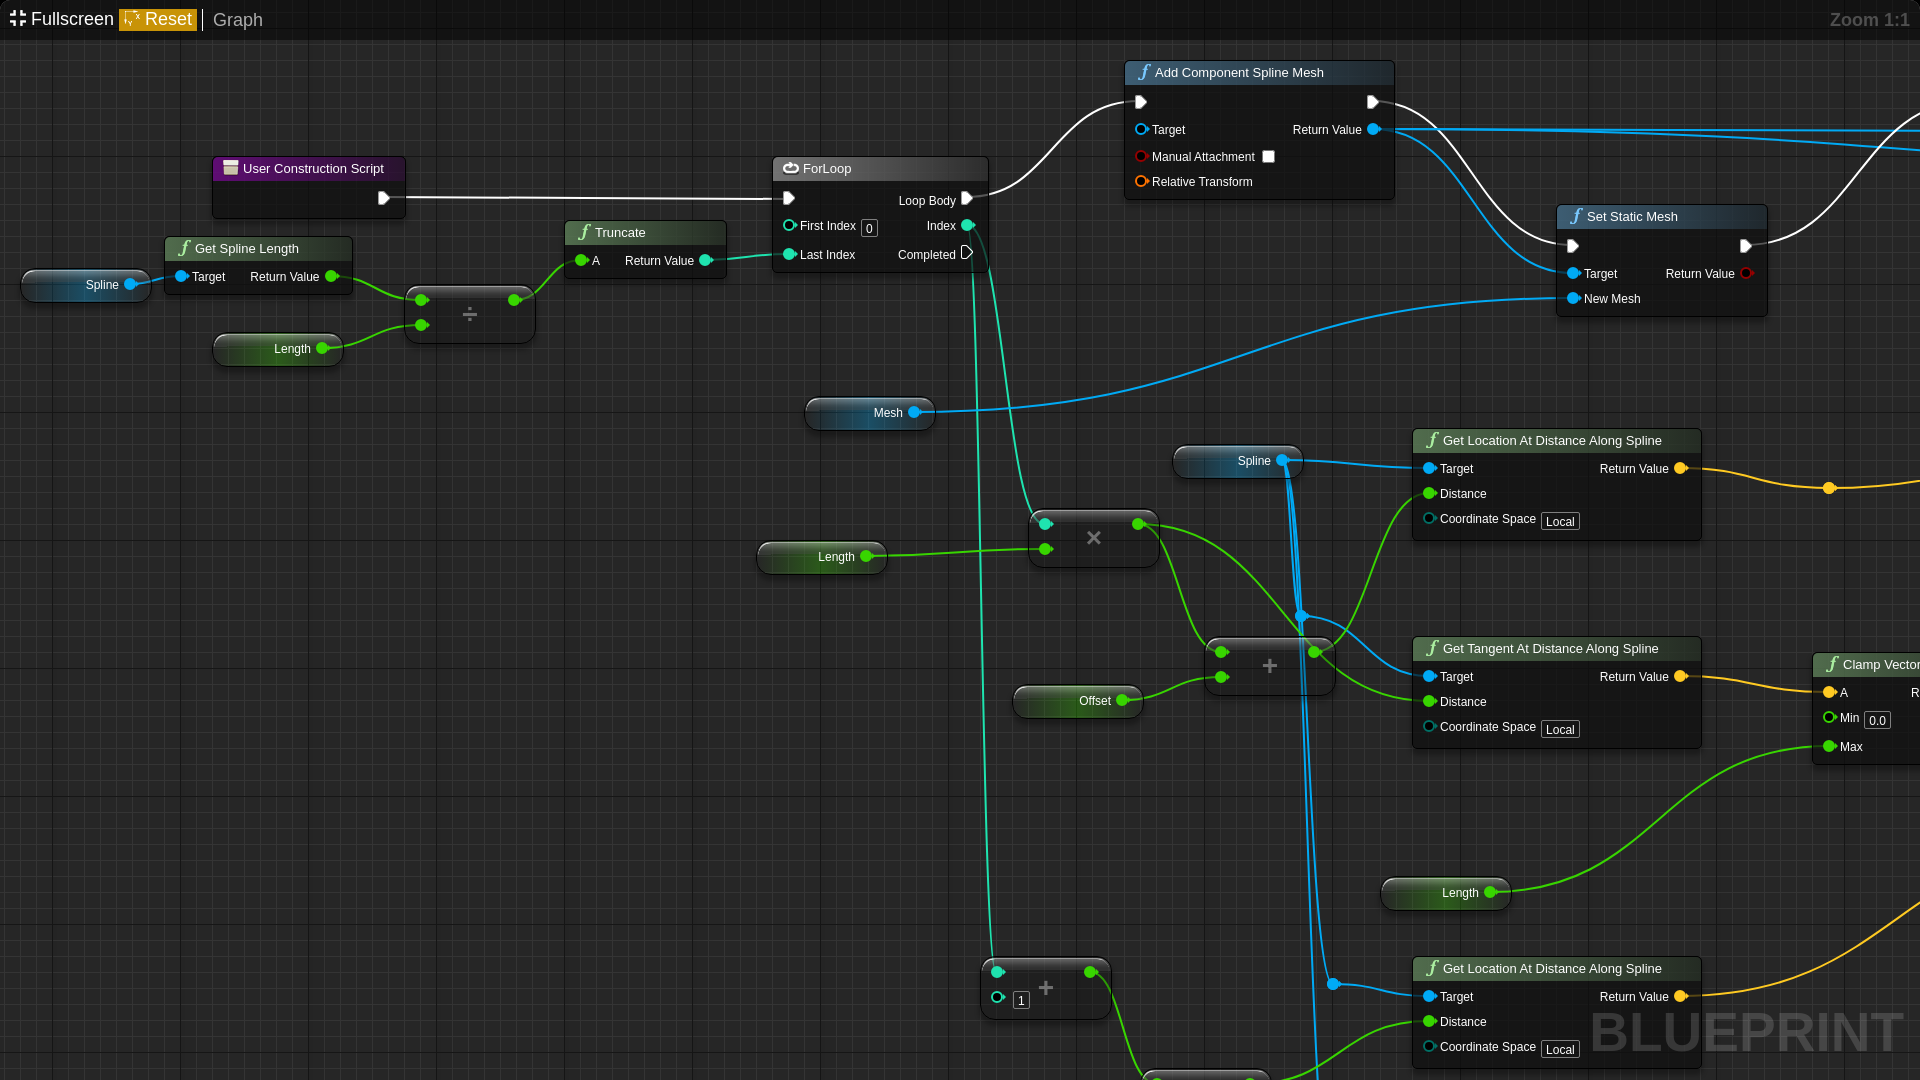 Fullscreen Reset Graph
Zoom 1:1
Add Component Spline Mesh
Target Return Value
Manual Attachment
Relative Transform
User Construction Script
ForLoop
Loop Body
First Index 0 Index
Last Index Completed
Set Static Mesh
Target Return Value
New Mesh
Get Spline Length
Target Return Value
Truncate
A Return Value
Spline
÷
Length
Mesh
Spline
Get Location At Distance Along Spline
Target Return Value
Distance
Coordinate Space Local
×
Length
+
Offset
Get Tangent At Distance Along Spline
Target Return Value
Distance
Coordinate Space Local
Clamp Vector
A R
Min 0.0
Max
Length
+
1
Get Location At Distance Along Spline
Target Return Value
Distance
Coordinate Space Local
BLUEPRINT